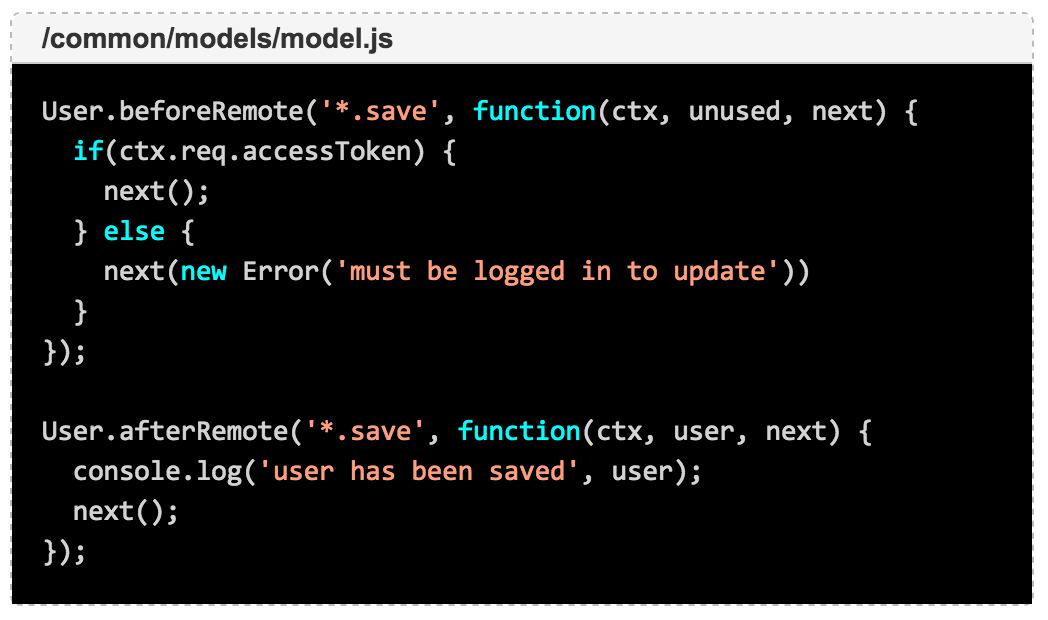 /common/models/model.js
User.beforeRemote('*.save', function(ctx, unused, next) {
  if(ctx.req.accessToken) {
    next();
  } else {
    next(new Error('must be logged in to update'))
  }
});

User.afterRemote('*.save', function(ctx, user, next) {
  console.log('user has been saved', user);
  next();
});